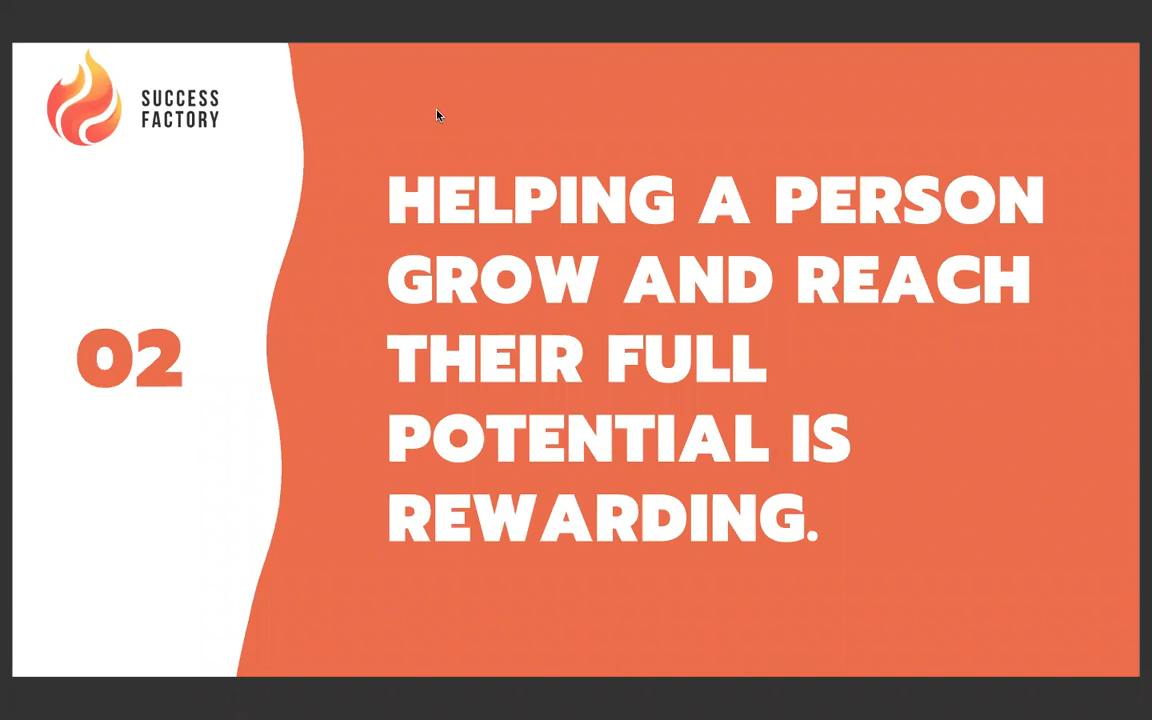 SUCCESS
FACTORY
02
HELPING A PERSON
GROW AND REACH
THEIR FULL
POTENTIAL IS
REWARDING.